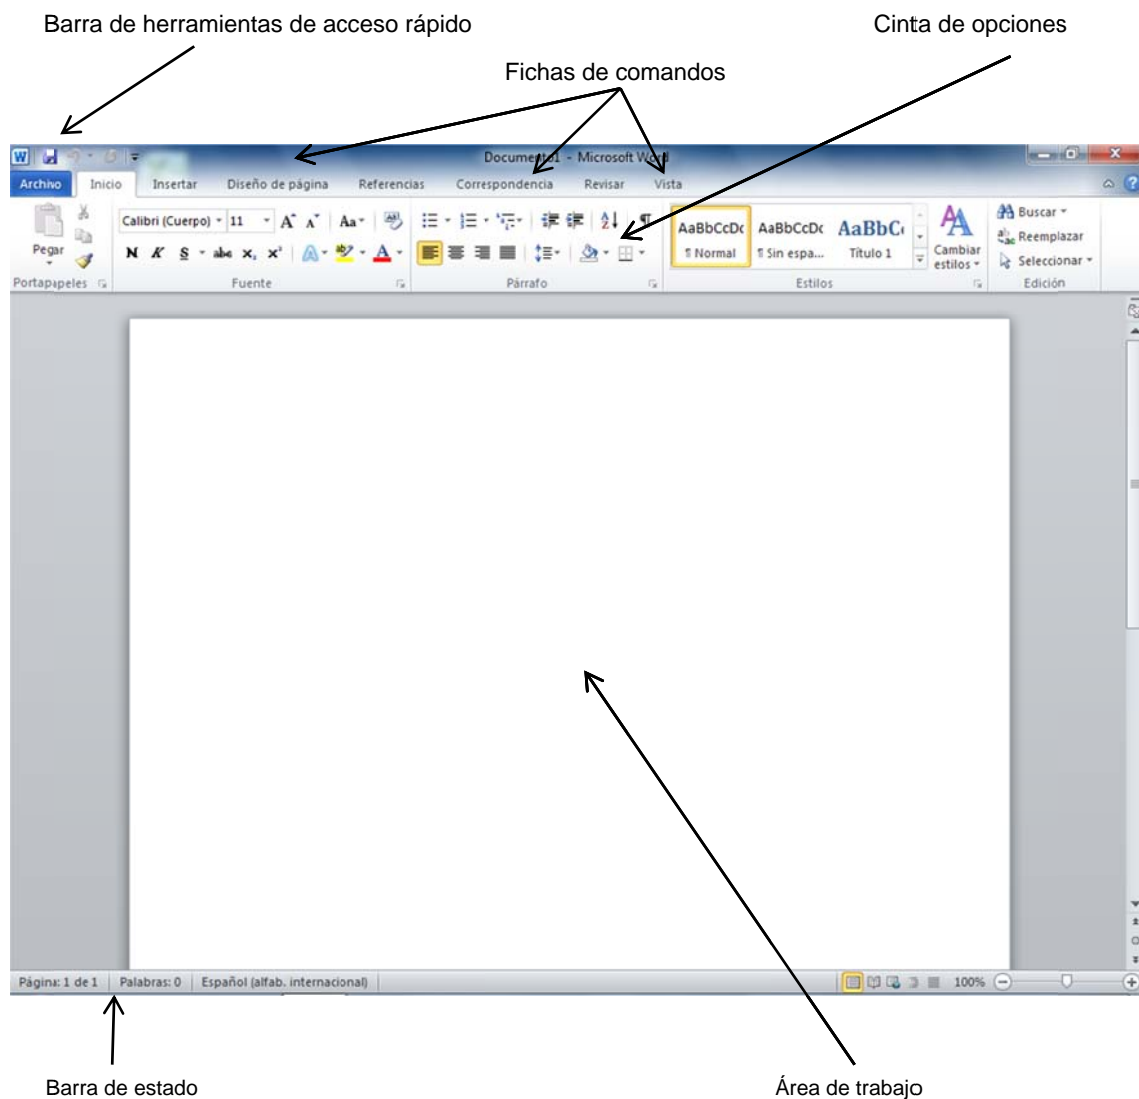 Barra de herramientas de acceso rápido
Cinta de opciones
Fichas de comandos
Documento1 - Microsoft Word
Archivo Inicio Insertar Diseño de página Referencias Correspondencia Revisar Vista
Calibri (Cuerpo) 11 Aa
AaBbCcDc AaBbCcDc AaBbC
Buscar
Reemplazar
Pegar
N K S abc x, x² A
¶ Normal ¶ Sin espa... Título 1
Cambiar estilos
Seleccionar
Portapapeles Fuente Párrafo Estilos Edición
Página: 1 de 1 Palabras: 0 Español (alfab. internacional) 100%
Barra de estado
Área de trabajo